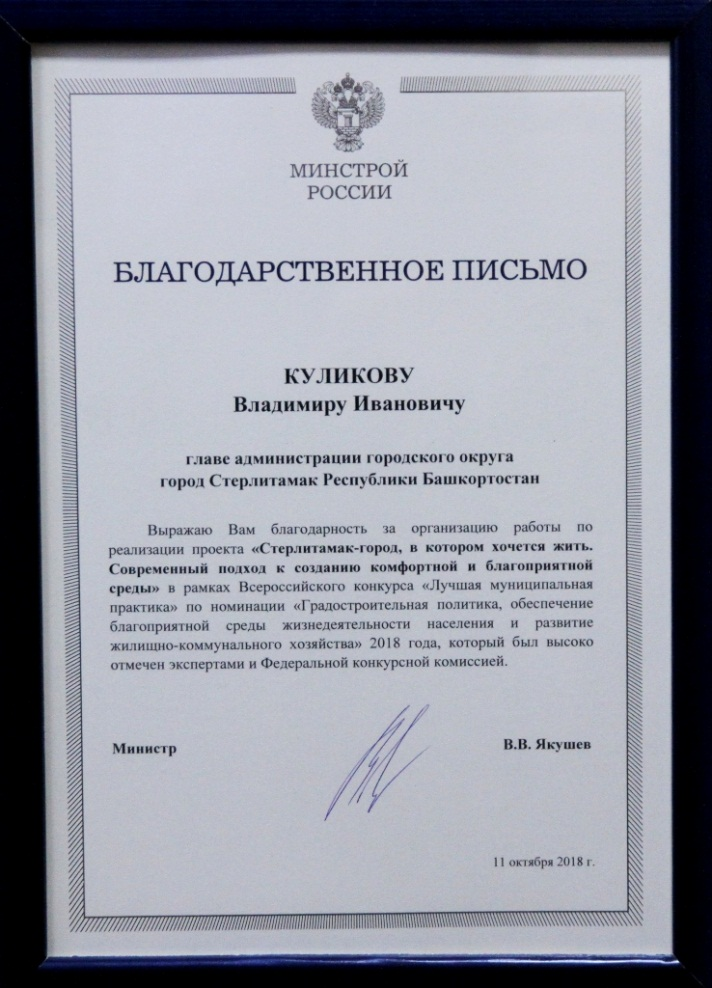 МИНСТРОЙ
РОССИИ
БЛАГОДАРСТВЕННОЕ ПИСЬМО
КУЛИКОВУ
Владимиру Ивановичу
главе администрации городского округа
город Стерлитамак Республики Башкортостан
Выражаю Вам благодарность за организацию работы по
реализации проекта «Стерлитамак-город, в котором хочется жить.
Современный подход к созданию комфортной и благоприятной
среды» в рамках Всероссийского конкурса «Лучшая муниципальная
практика» по номинации «Градостроительная политика, обеспечение
благоприятной среды жизнедеятельности населения и развитие
жилищно-коммунального хозяйства» 2018 года, который был высоко
отмечен экспертами и Федеральной конкурсной комиссией.
Министр
В.В. Якушев
11 октября 2018 г.